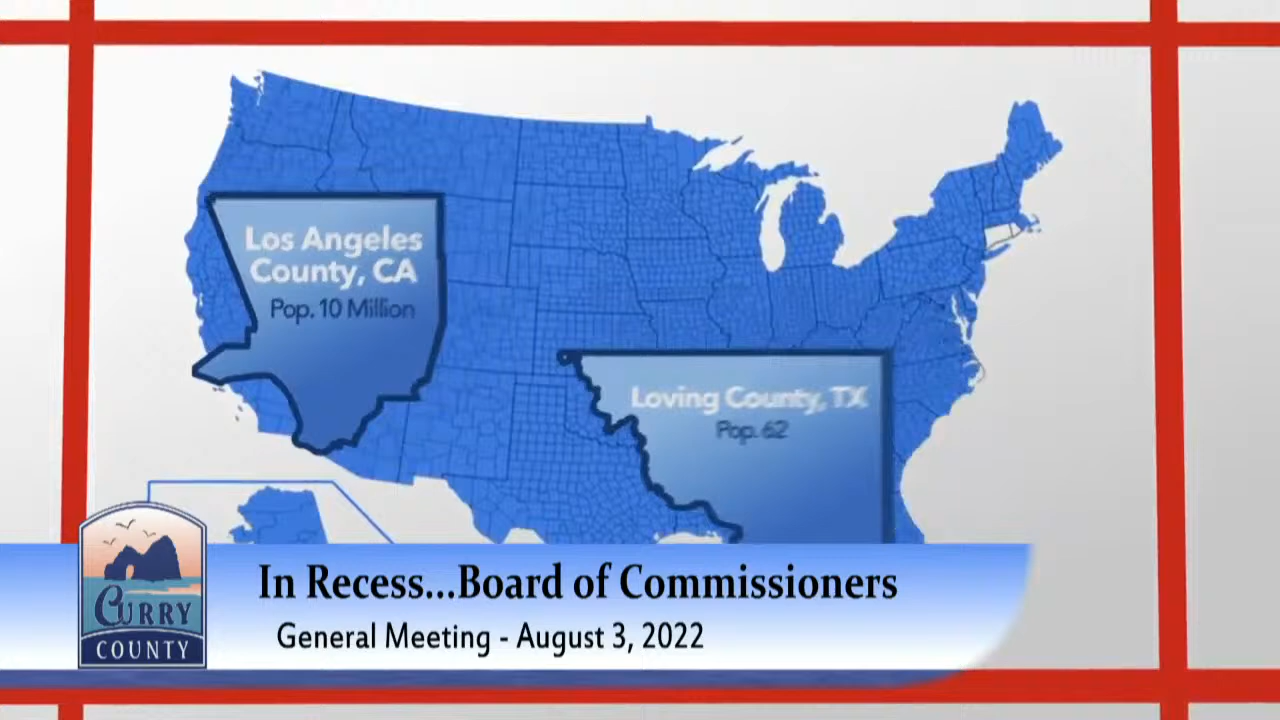 Los Angeles
County, CA
Pop. 10 Million
Loving County, TX
Pop. 62
In Recess...Board of Commissioners
General Meeting - August 3, 2022
CURRY
COUNTY